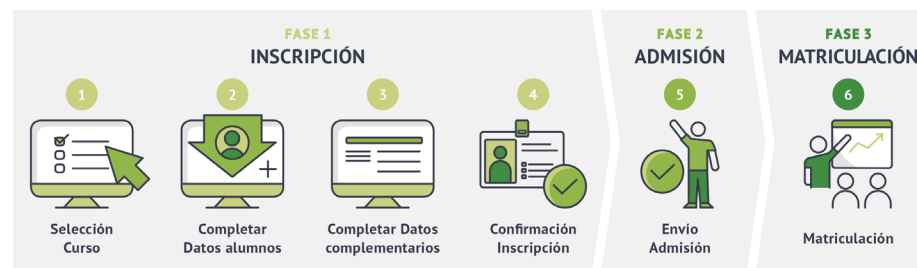 FASE 1
INSCRIPCIÓN
1
Selección
Curso
2
Completar
Datos alumnos
3
Completar Datos
complementarios
4
Confirmación
Inscripción
FASE 2
ADMISIÓN
5
Envío
Admisión
FASE 3
MATRICULACIÓN
6
Matriculación